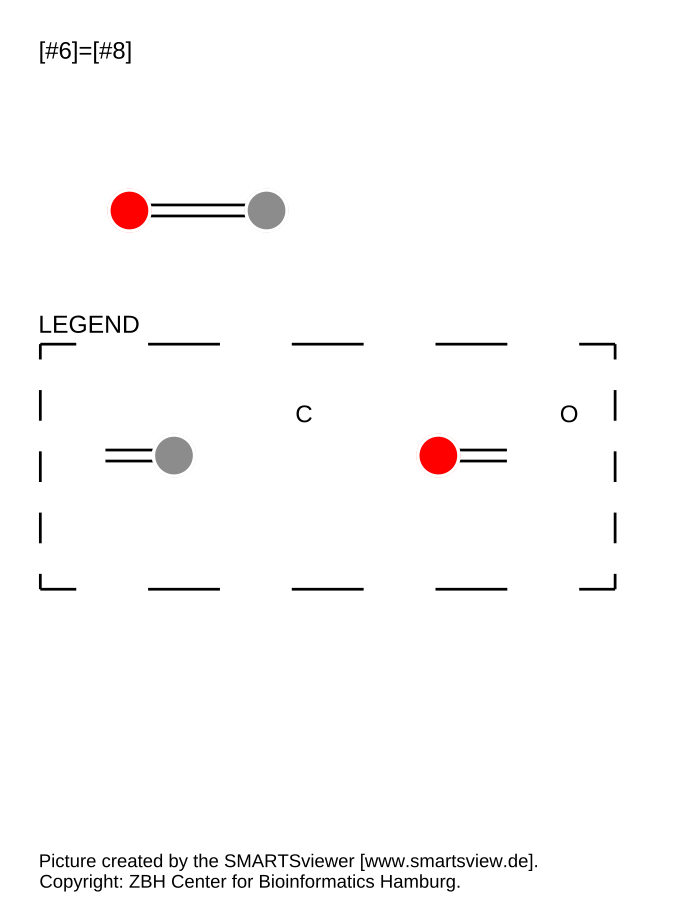 [#6]=[#8]
LEGEND
C
O
Picture created by the SMARTSviewer [www.smartsview.de].
Copyright: ZBH Center for Bioinformatics Hamburg.